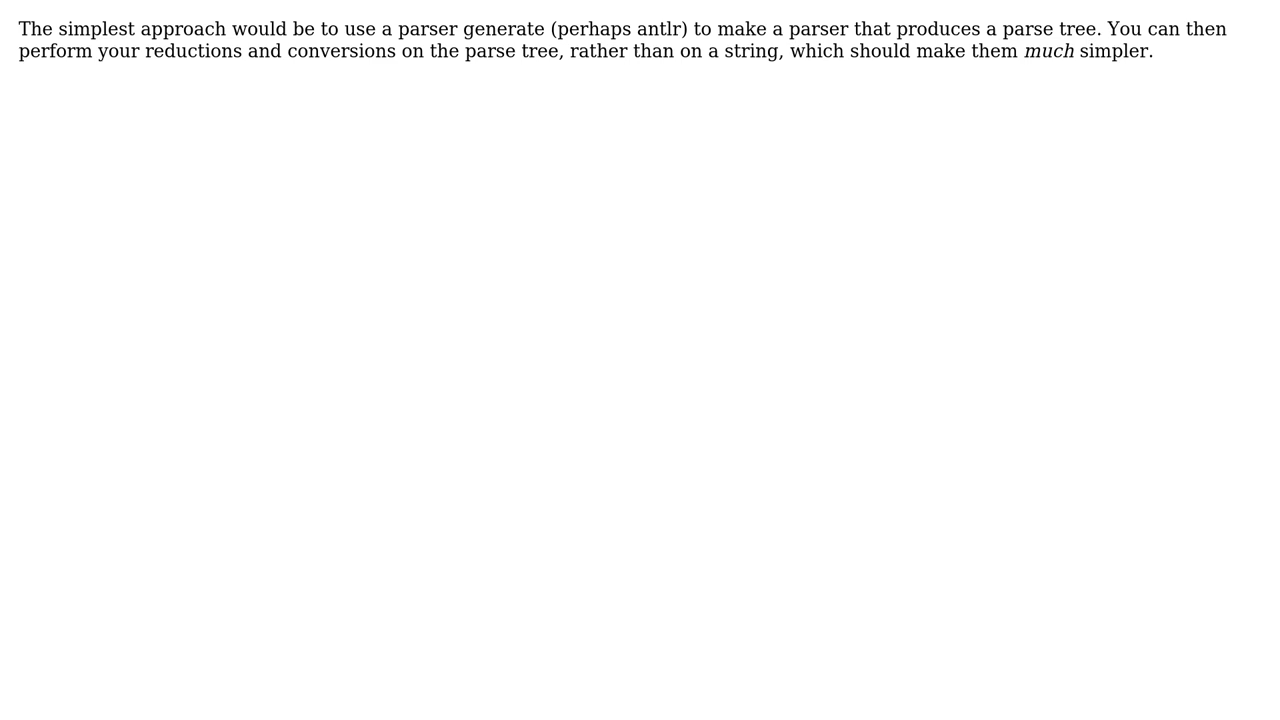 The simplest approach would be to use a parser generate (perhaps antlr) to make a parser that produces a parse tree. You can then
perform your reductions and conversions on the parse tree, rather than on a string, which should make them much simpler.